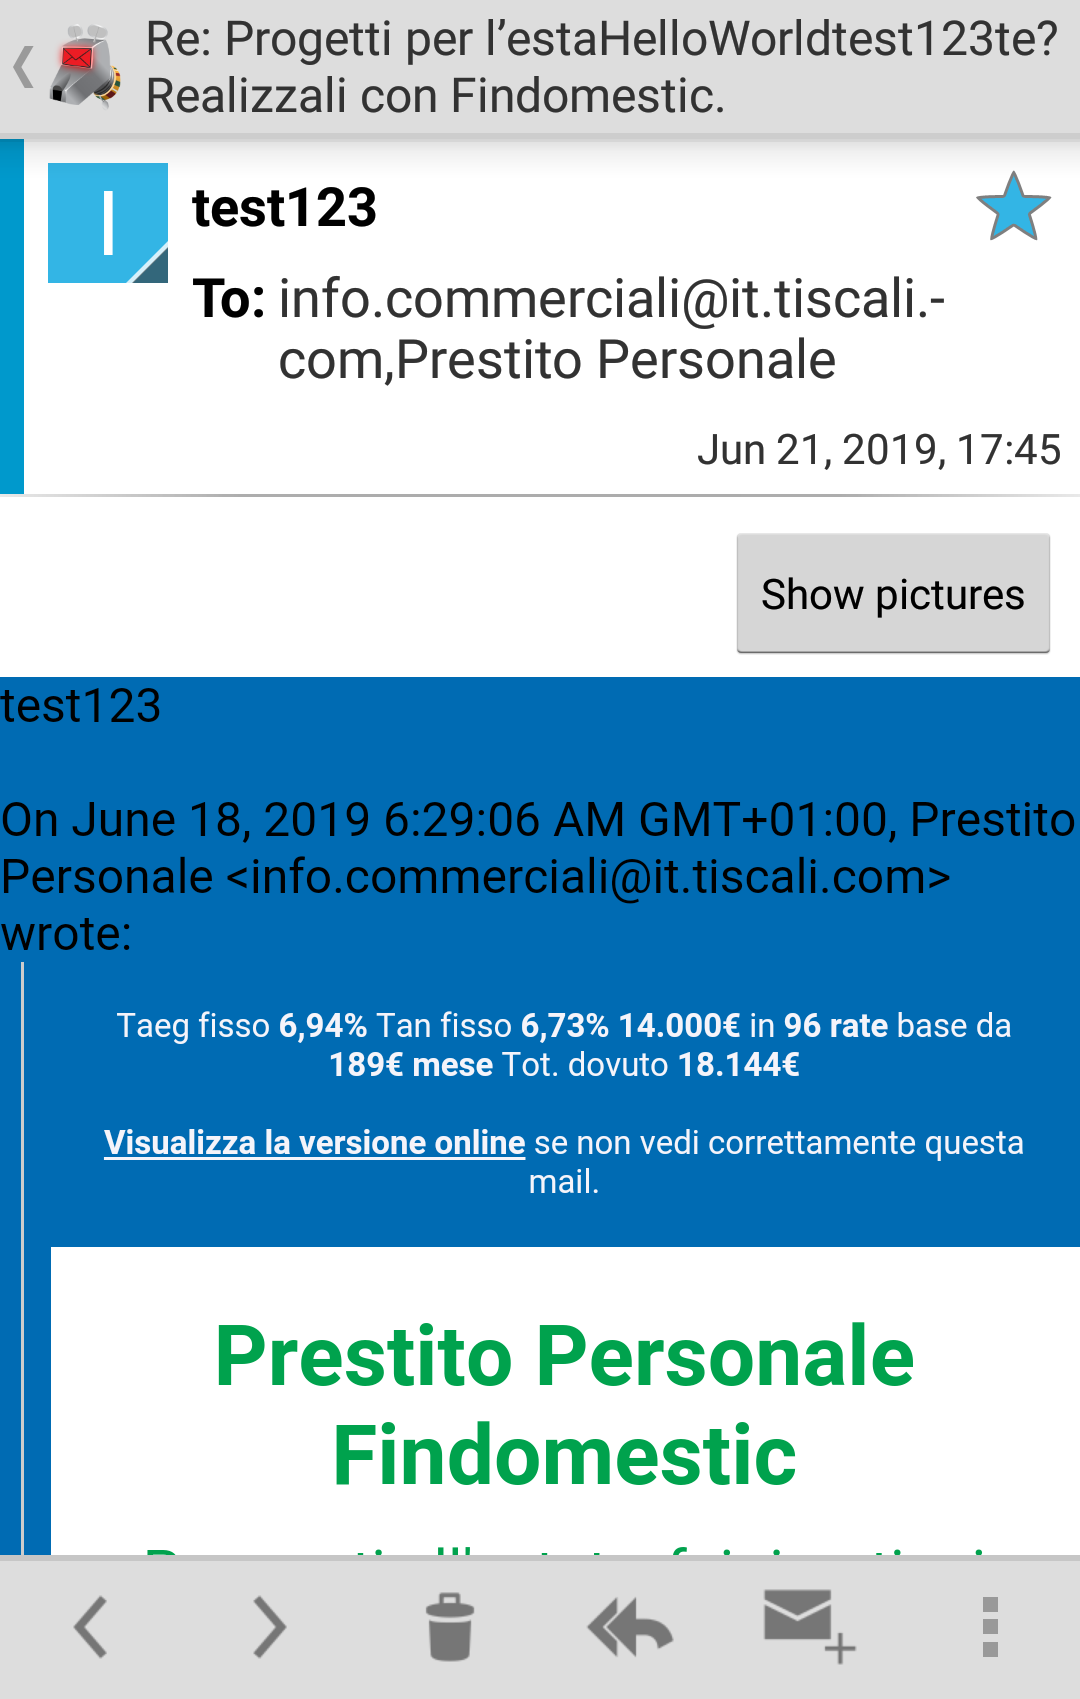 Re: Progetti per l’estaHelloWorldtest123te?
Realizzali con Findomestic.
I
test123
To: info.commerciali@it.tiscali.-
com,Prestito Personale
Jun 21, 2019, 17:45
Show pictures
test123
On June 18, 2019 6:29:06 AM GMT+01:00, Prestito
Personale <info.commerciali@it.tiscali.com>
wrote:
Taeg fisso 6,94% Tan fisso 6,73% 14.000€ in 96 rate base da
189€ mese Tot. dovuto 18.144€
Visualizza la versione online se non vedi correttamente questa
mail.
Prestito Personale
Findomestic